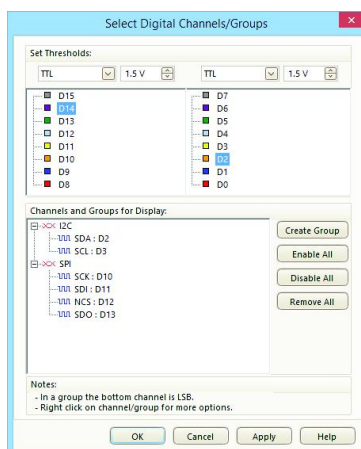 Select Digital Channels/Groups
Set Thresholds:
TTL 1.5 V TTL 1.5 V
D15 D7
D14 D6
D13 D5
D12 D4
D11 D3
D10 D2
D9 D1
D8 D0
Channels and Groups for Display:
I2C
SDA : D2
SCL : D3
SPI
SCK : D10
SDI : D11
NCS : D12
SDO : D13
Create Group
Enable All
Disable All
Remove All
Notes:
- In a group the bottom channel is LSB.
- Right click on channel/group for more options.
OK Cancel Apply Help